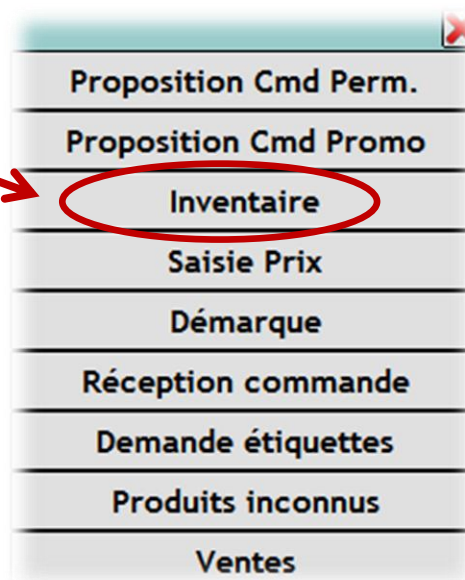 Proposition Cmd Perm.
Proposition Cmd Promo
Inventaire
Saisie Prix
Démarque
Réception commande
Demande étiquettes
Produits inconnus
Ventes